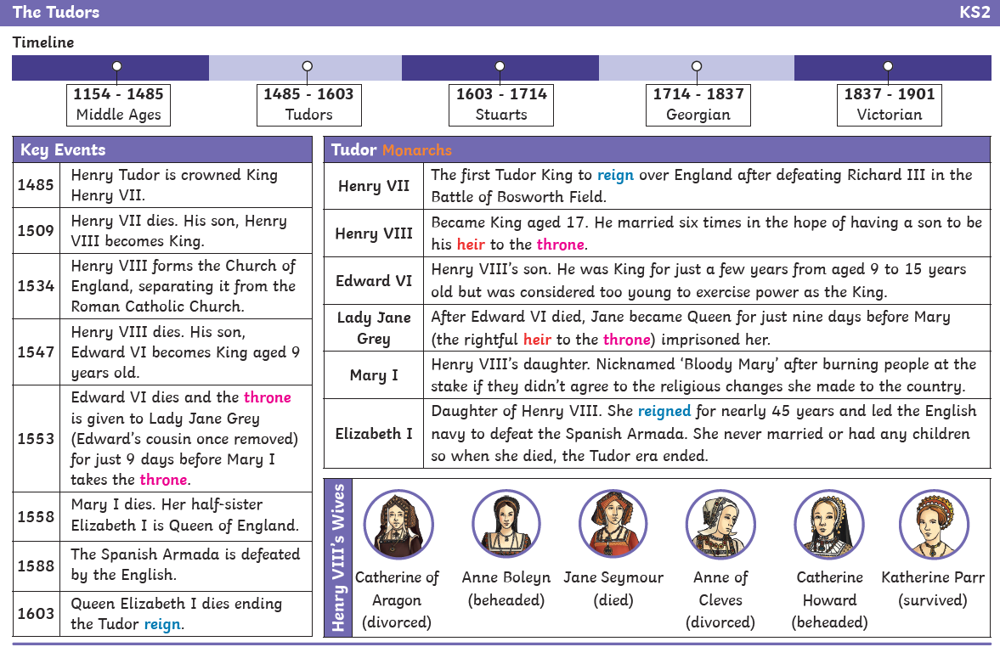 The Tudors
KS2
Timeline
1154 - 1485
Middle Ages
1485 - 1603
Tudors
1603 - 1714
Stuarts
1714 - 1837
Georgian
1837 - 1901
Victorian
Key Events
1485
Henry Tudor is crowned King
Henry VII.
1509
Henry VII dies. His son, Henry
VIII becomes King.
1534
Henry VIII forms the Church of
England, separating it from the
Roman Catholic Church.
1547
Henry VIII dies. His son,
Edward VI becomes King aged 9
years old.
1553
Edward VI dies and the throne
is given to Lady Jane Grey
(Edward's cousin once removed)
for just 9 days before Mary I
takes the throne.
1558
Mary I dies. Her half-sister
Elizabeth I is Queen of England.
1588
The Spanish Armada is defeated
by the English.
1603
Queen Elizabeth I dies ending
the Tudor reign.
Tudor Monarchs
Henry VII
The first Tudor King to reign over England after defeating Richard III in the
Battle of Bosworth Field.
Henry VIII
Became King aged 17. He married six times in the hope of having a son to be
his heir to the throne.
Edward VI
Henry VIII's son. He was King for just a few years from aged 9 to 15 years
old but was considered too young to exercise power as the King.
Lady Jane
Grey
After Edward VI died, Jane became Queen for just nine days before Mary
(the rightful heir to the throne) imprisoned her.
Mary I
Henry VIII's daughter. Nicknamed 'Bloody Mary' after burning people at the
stake if they didn't agree to the religious changes she made to the country.
Elizabeth I
Daughter of Henry VIII. She reigned for nearly 45 years and led the English
navy to defeat the Spanish Armada. She never married or had any children
so when she died, the Tudor era ended.
Henry VIII's Wives
Catherine of
Aragon
(divorced)
Anne Boleyn
(beheaded)
Jane Seymour
(died)
Anne of
Cleves
(divorced)
Catherine
Howard
(beheaded)
Katherine Parr
(survived)